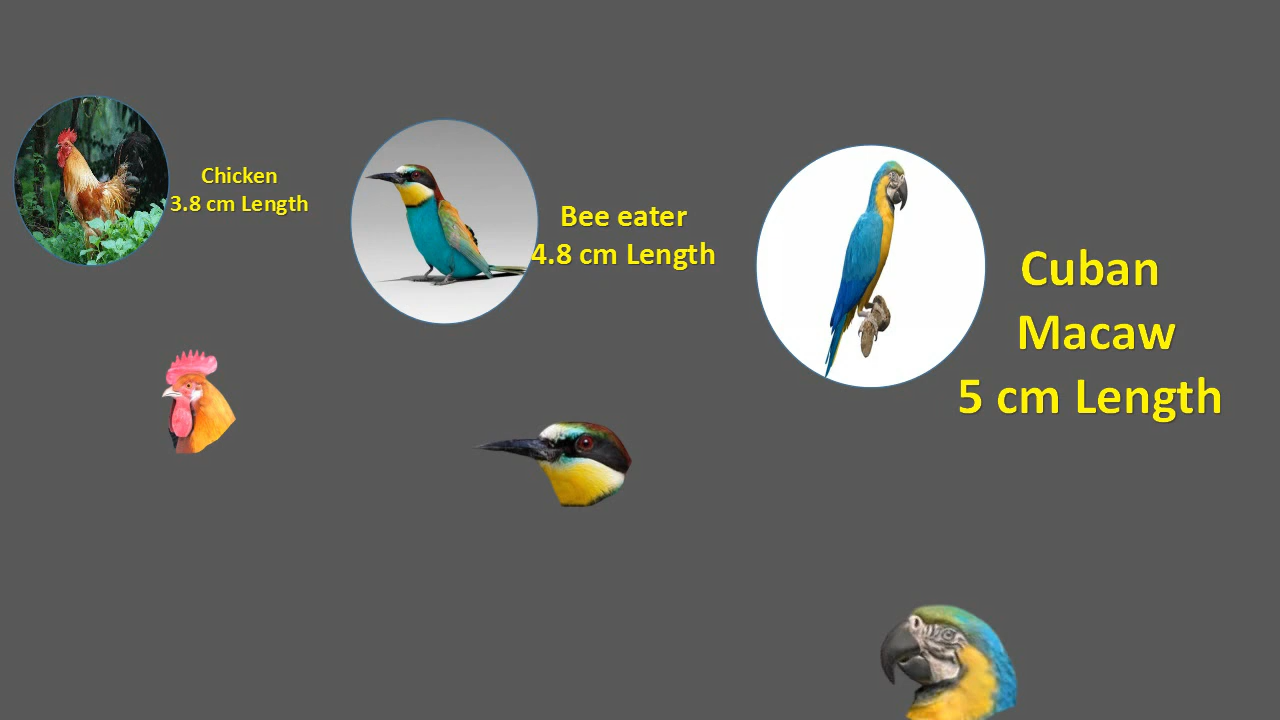 Chicken
3.8 cm Length
Bee eater
4.8 cm Length
Cuban
Macaw
5 cm Length